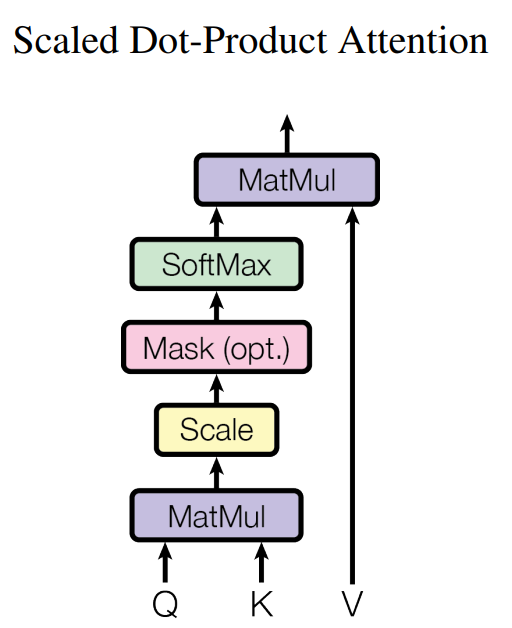 Scaled Dot-Product Attention
MatMul
SoftMax
Mask (opt.)
Scale
MatMul
Q K V